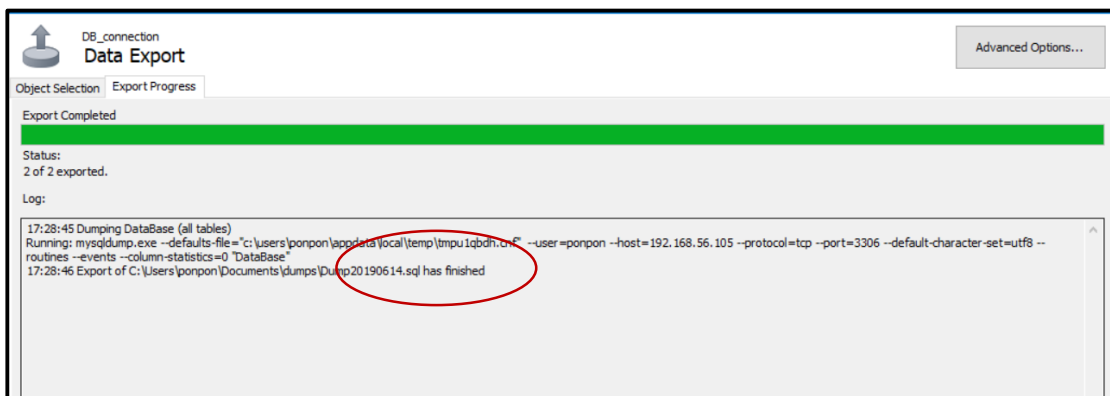 DB_connection
Data Export
Advanced Options...
Object Selection
Export Progress
Export Completed
Status:
2 of 2 exported.
Log:
17:28:45 Dumping DataBase (all tables)
Running: mysqldump.exe --defaults-file="c:\users\ponpon\appdata\local\temp\tmpu1qbdh.cnf"  --user=ponpon --host=192.168.56.105 --protocol=tcp --port=3306 --default-character-set=utf8 --
routines --events --column-statistics=0 "DataBase"
17:28:46 Export of C:\Users\ponpon\Documents\dumps\Dump20190614.sql has finished